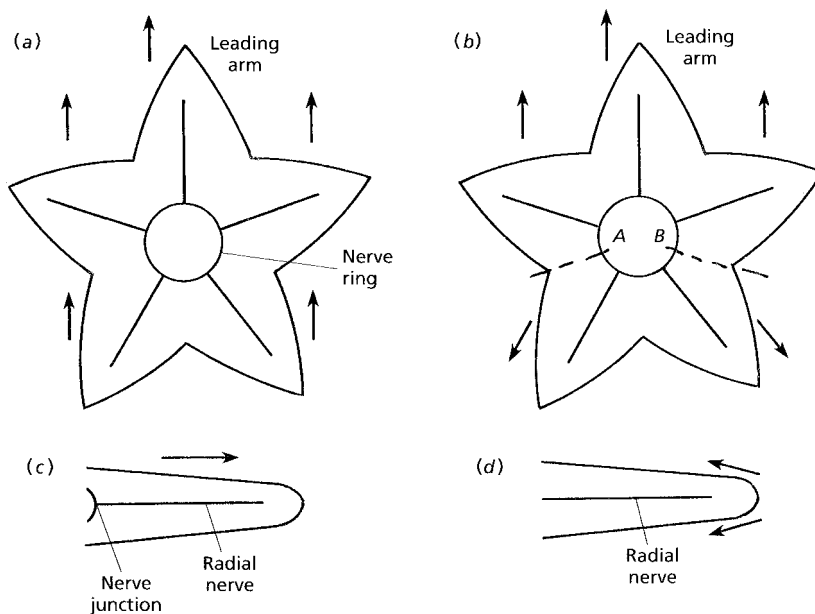 (a)
Leading
arm
Nerve
ring
(b)
Leading
arm
A B
(c)
Nerve
junction
Radial
nerve
(d)
Radial
nerve